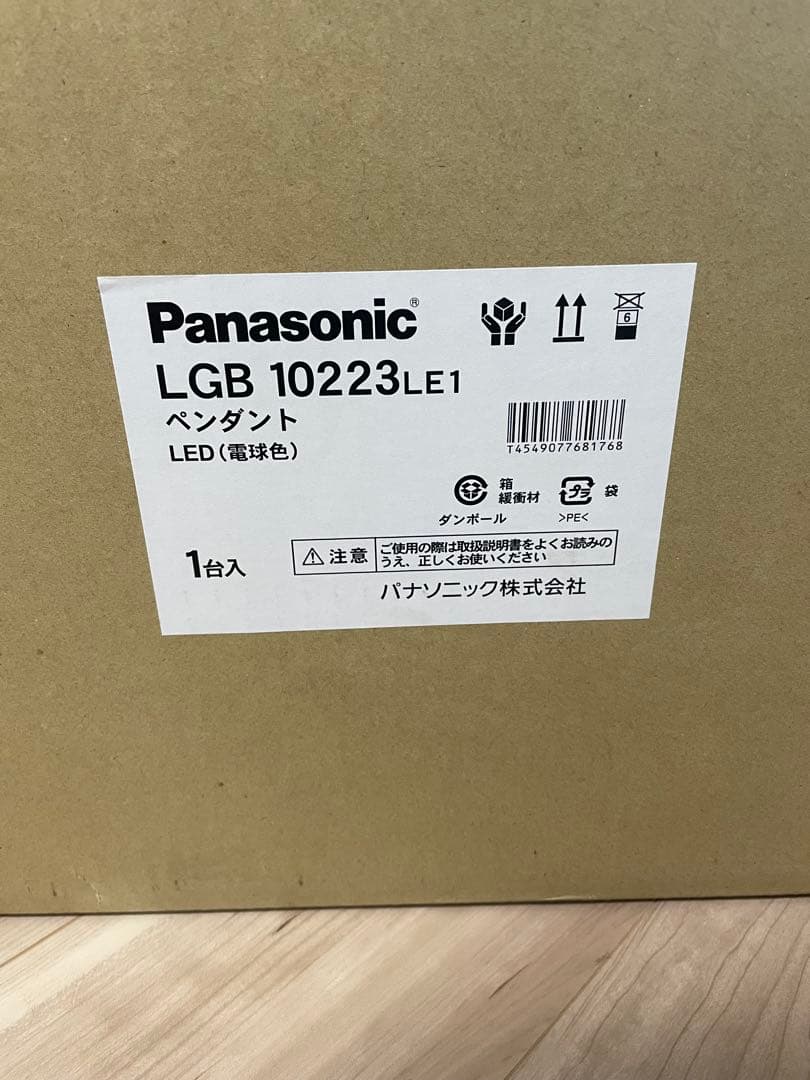 Panasonic®
6
LGB 10223LE1
ペンダント
LED(電球色)
T4549077681768
箱
緩衝材
ダンボール
プラ
袋
>PE<
1台入
⚠注意
ご使用の際は取扱説明書をよくお読みの
うえ、正しくお使いください
パナソニック株式会社